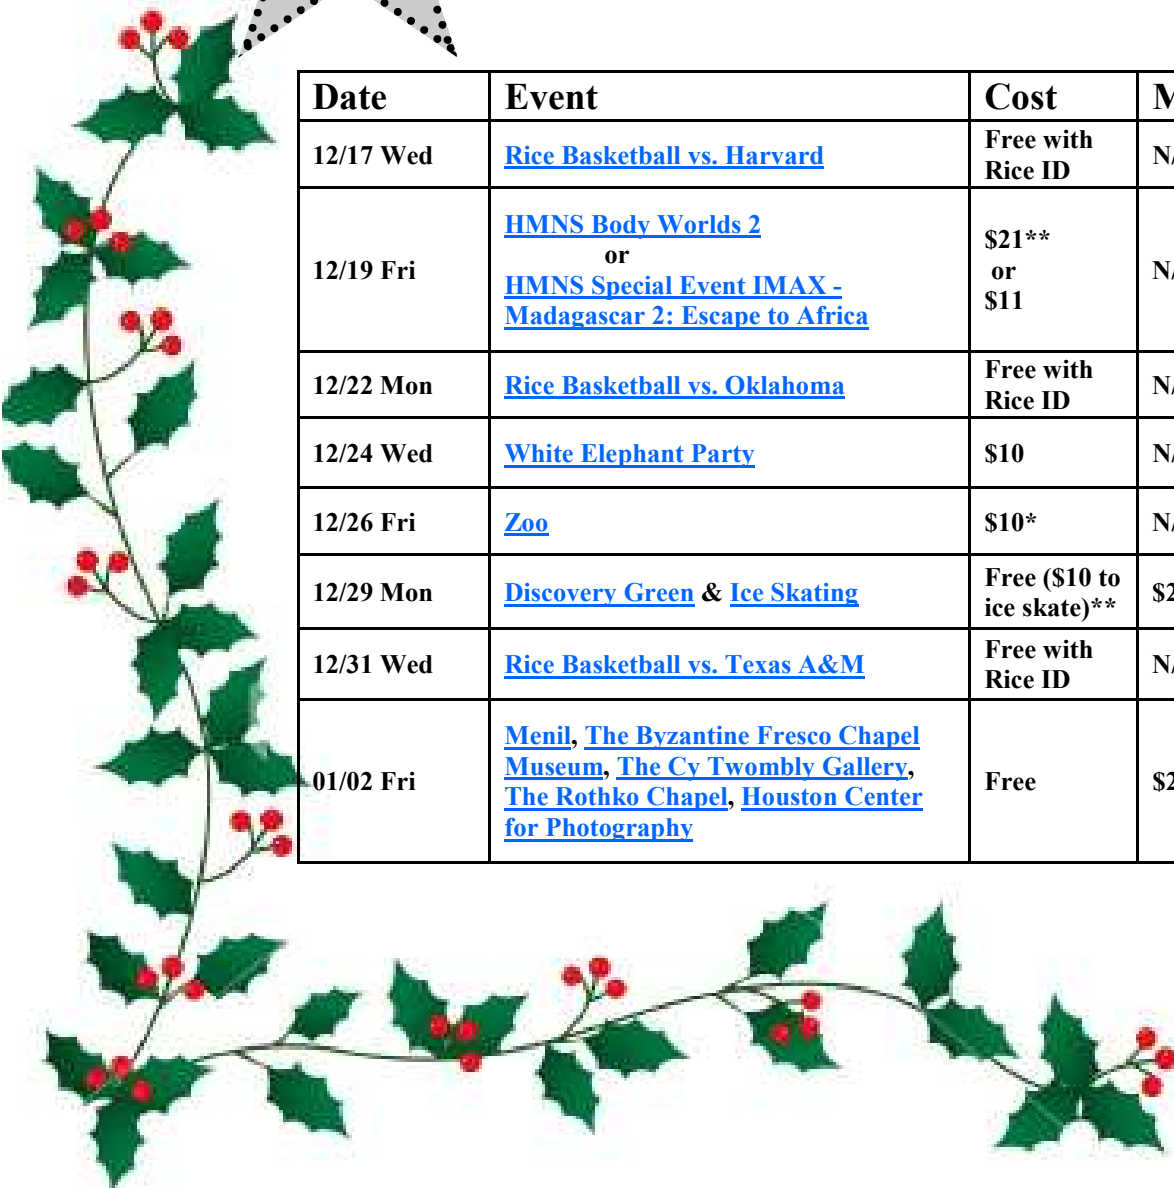 Date Event Cost M
12/17 Wed Rice Basketball vs. Harvard Free with
Rice ID N/
12/19 Fri HMNS Body Worlds 2
or
HMNS Special Event IMAX -
Madagascar 2: Escape to Africa $21**
or
$11 N/
12/22 Mon Rice Basketball vs. Oklahoma Free with
Rice ID N/
12/24 Wed White Elephant Party $10 N/
12/26 Fri Zoo $10* N/
12/29 Mon Discovery Green & Ice Skating Free ($10 to
ice skate)** $2
12/31 Wed Rice Basketball vs. Texas A&M Free with
Rice ID N/
01/02 Fri Menil, The Byzantine Fresco Chapel
Museum, The Cy Twombly Gallery,
The Rothko Chapel, Houston Center
for Photography Free $2